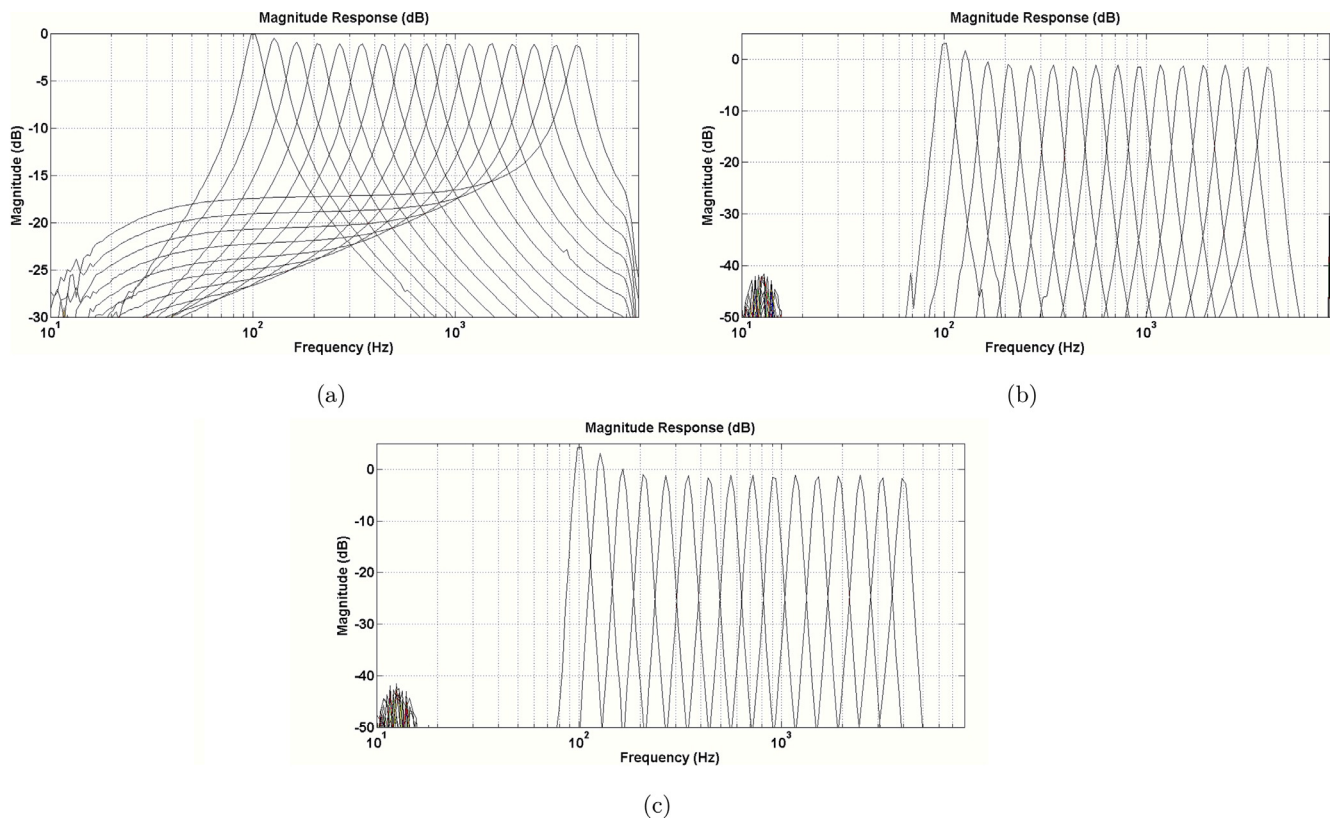 Magnitude Response (dB)
Magnitude (dB)
0
-5
-10
-15
-20
-25
-30
10^1
10^2
10^3
Frequency (Hz)
(a)
Magnitude Response (dB)
Magnitude (dB)
0
-10
-20
-30
-40
-50
10^1
10^2
10^3
Frequency (Hz)
(b)
Magnitude Response (dB)
Magnitude (dB)
0
-10
-20
-30
-40
-50
10^1
10^2
10^3
Frequency (Hz)
(c)